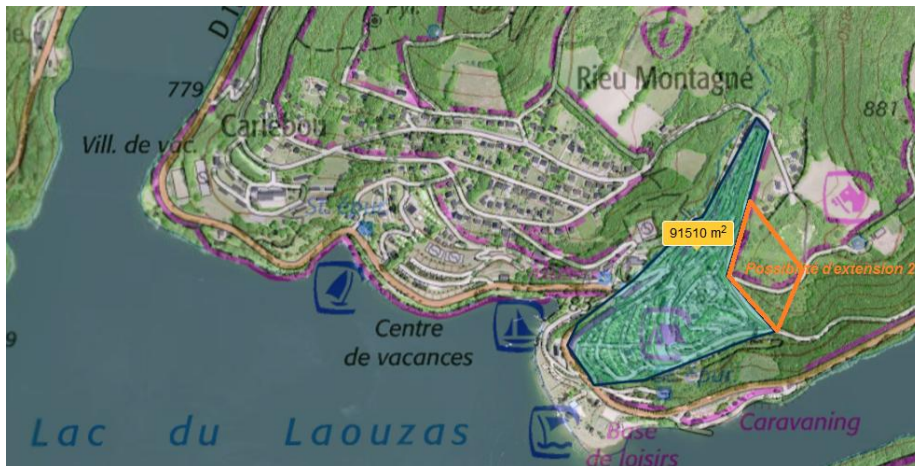 D1
779
881
Rieu Montagné
Carlebou
Vill. de vac.
91510 m²
Possibilité d'extension 2
Centre
de vacances
9
Lac du Laouzas
Caravaning
Base
de loisirs